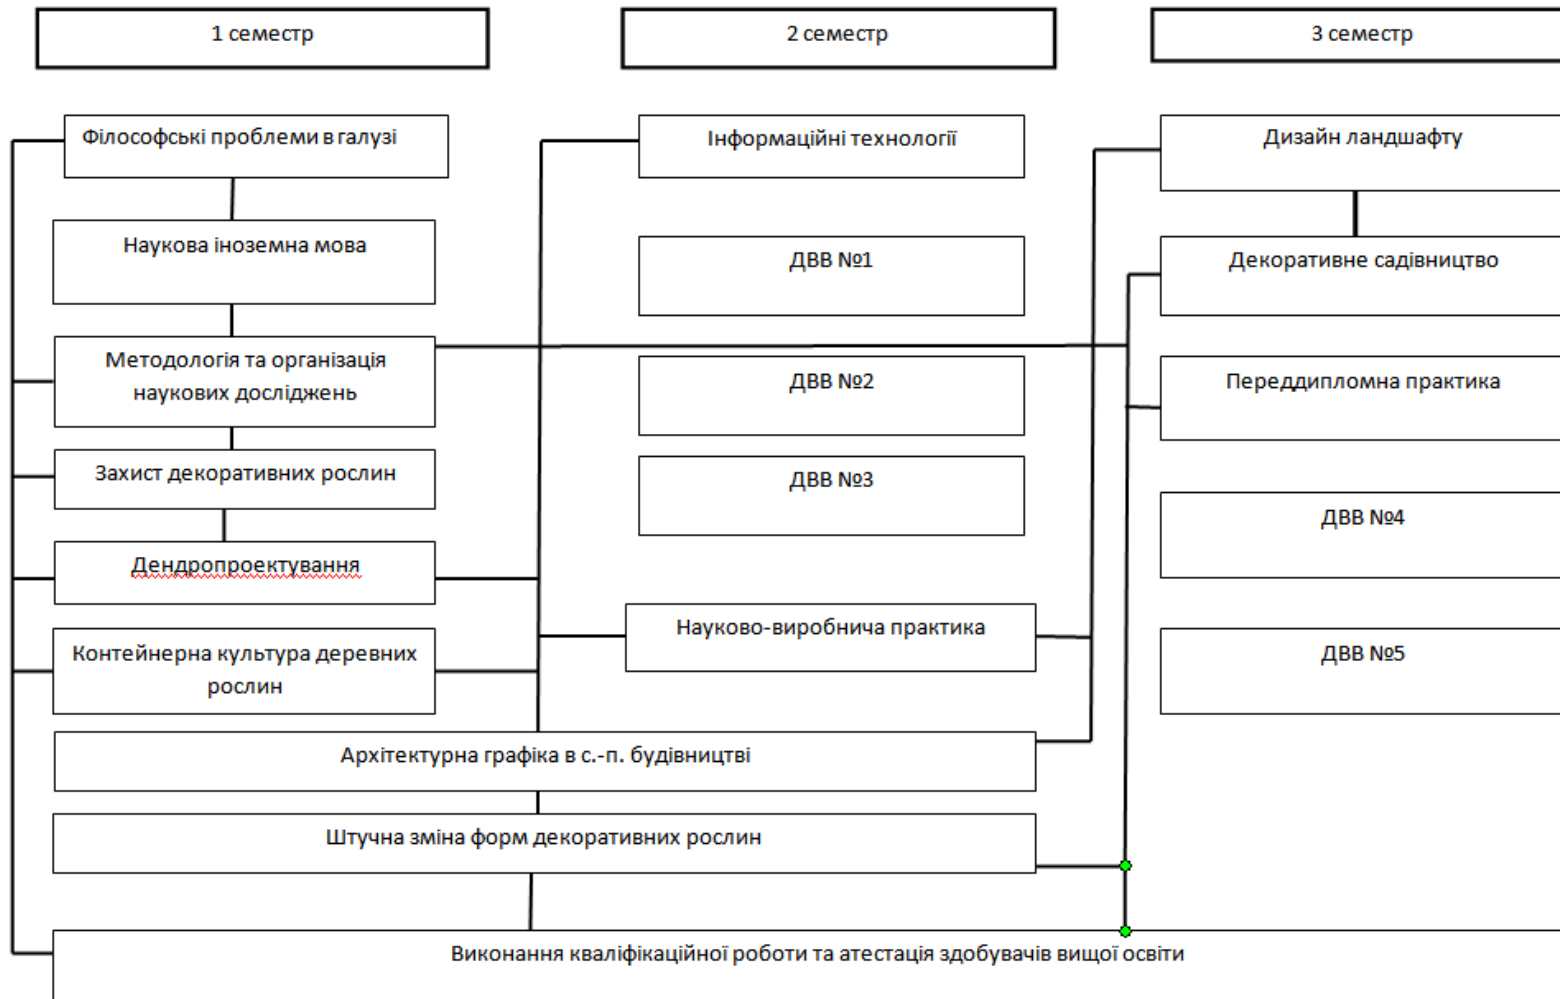 1 семестр
2 семестр
3 семестр
Філософські проблеми в галузі
Інформаційні технології
Дизайн ландшафту
Наукова іноземна мова
ДВВ №1
Декоративне садівництво
Методологія та організація
наукових досліджень
ДВВ №2
Переддипломна практика
Захист декоративних рослин
ДВВ №3
ДВВ №4
Дендропроектування
Науково-виробнича практика
Контейнерна культура деревних
рослин
ДВВ №5
Архітектурна графіка в с.-п. будівництві
Штучна зміна форм декоративних рослин
Виконання кваліфікаційної роботи та атестація здобувачів вищої освіти